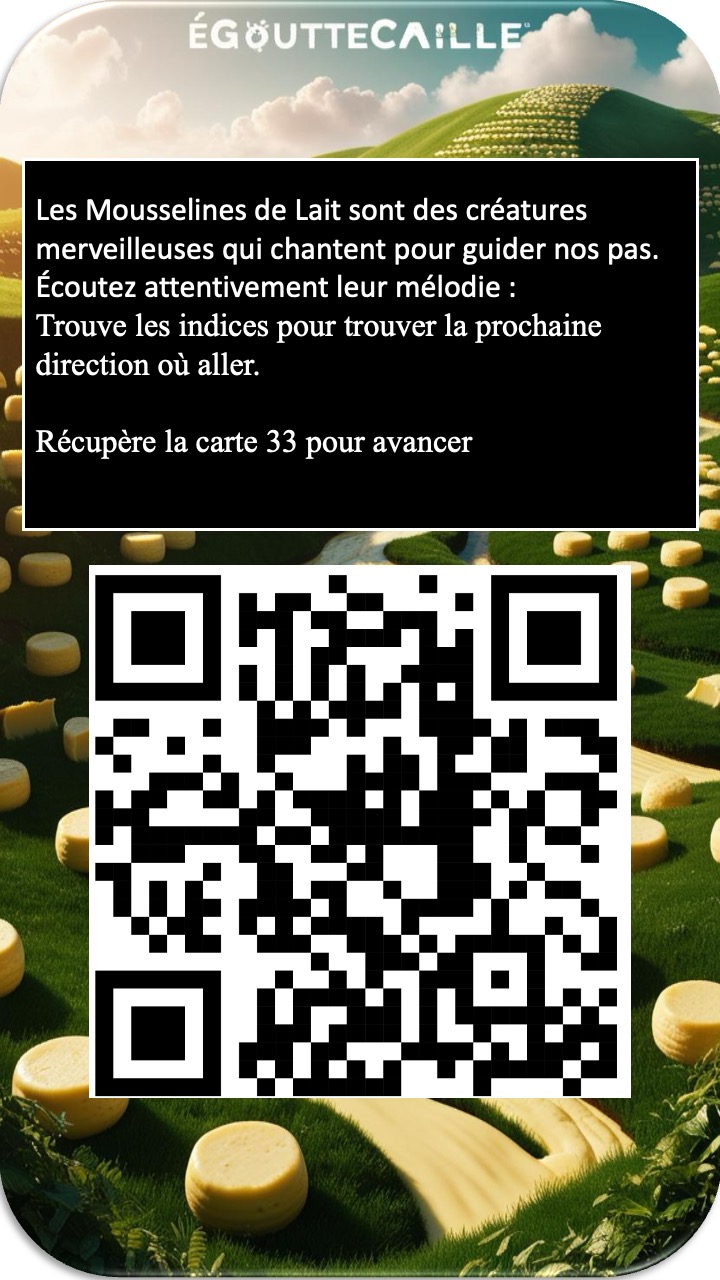 ÉGOUTTECAILLE
Les Mousselines de Lait sont des créatures
merveilleuses qui chantent pour guider nos pas.
Écoutez attentivement leur mélodie :
Trouve les indices pour trouver la prochaine
direction où aller.
Récupère la carte 33 pour avancer